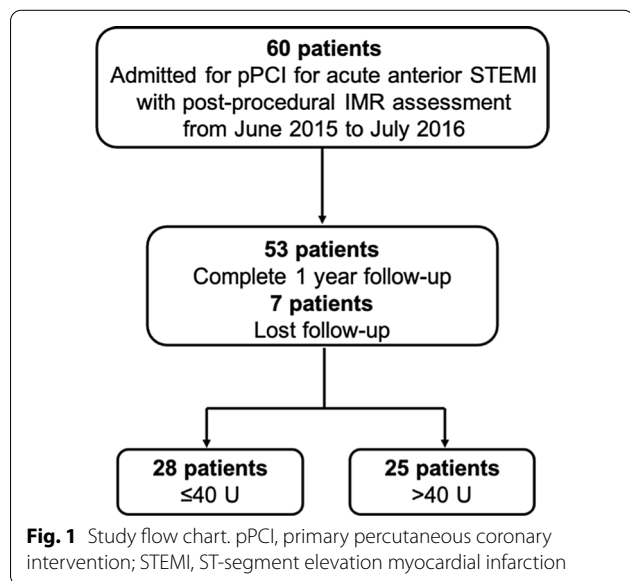 60 patients
Admitted for pPCI for acute anterior STEMI
with post-procedural IMR assessment
from June 2015 to July 2016
53 patients
Complete 1 year follow-up
7 patients
Lost follow-up
28 patients
≤40 U
25 patients
>40 U
Fig. 1 Study flow chart. pPCI, primary percutaneous coronary
intervention; STEMI, ST-segment elevation myocardial infarction